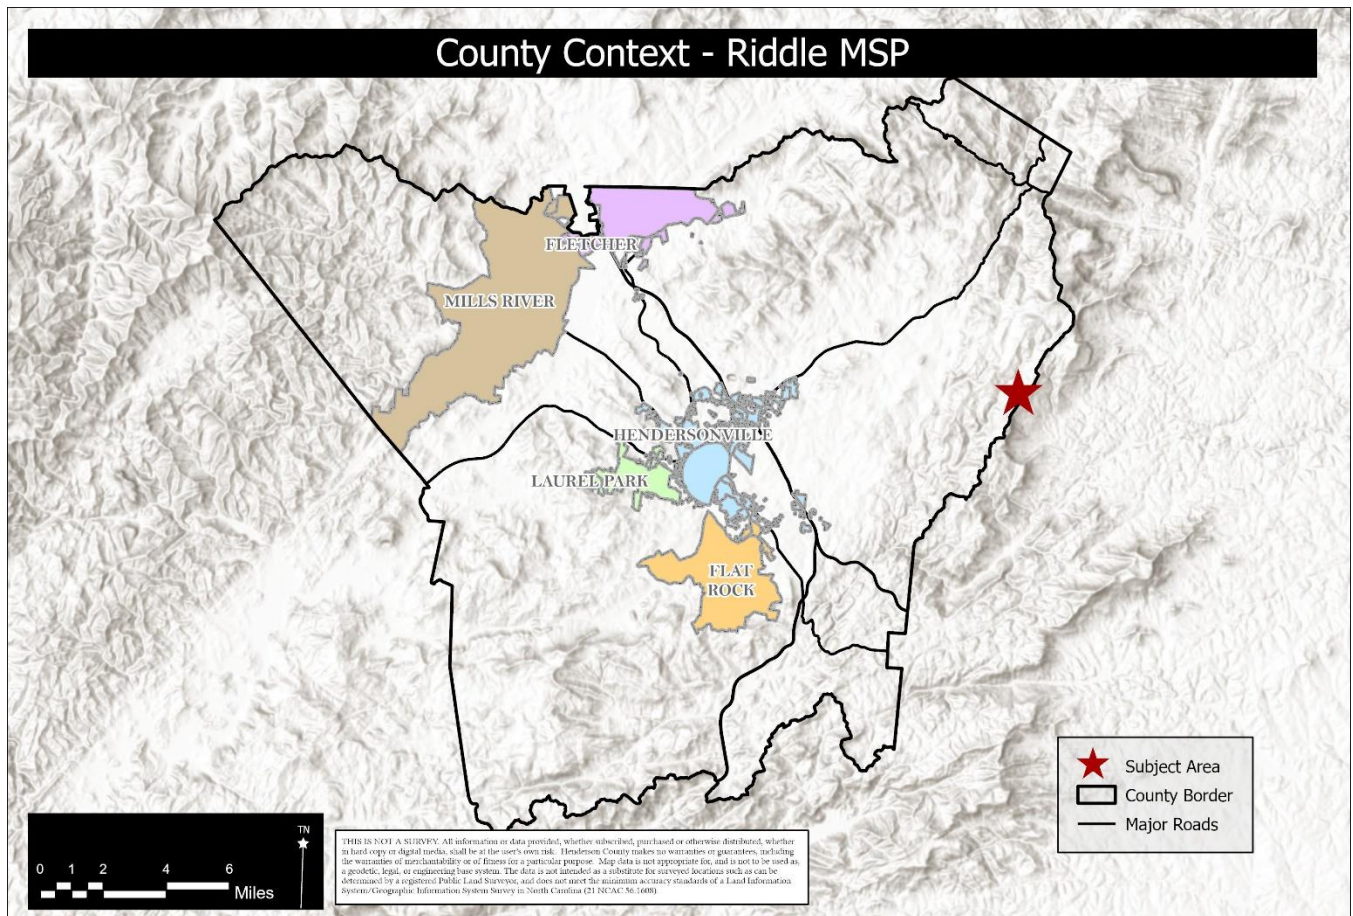 County Context - Riddle MSP
FLETCHER
MILLS RIVER
HENDERSONVILLE
LAUREL PARK
FLAT
ROCK
Subject Area
County Border
Major Roads
TN
0 1 2 4 6
Miles
THIS IS NOT A SURVEY. All information or data provided, whether subscribed, purchased or otherwise distributed, whether
in hard copy or digital media, shall be at the user's own risk. Henderson County makes no warranties or guarantees, including
the warranties of merchantability or of fitness for a particular purpose. Map data is not appropriate for, and is not to be used as,
a geodetic, legal, or engineering base system. The data is not intended as a substitute for surveyed locations such as can be
determined by a registered Public Land Surveyor, and does not meet the minimum accuracy standards of a Land Information
System/Geographic Information System Survey in North Carolina (21 NCAC 56.1608)